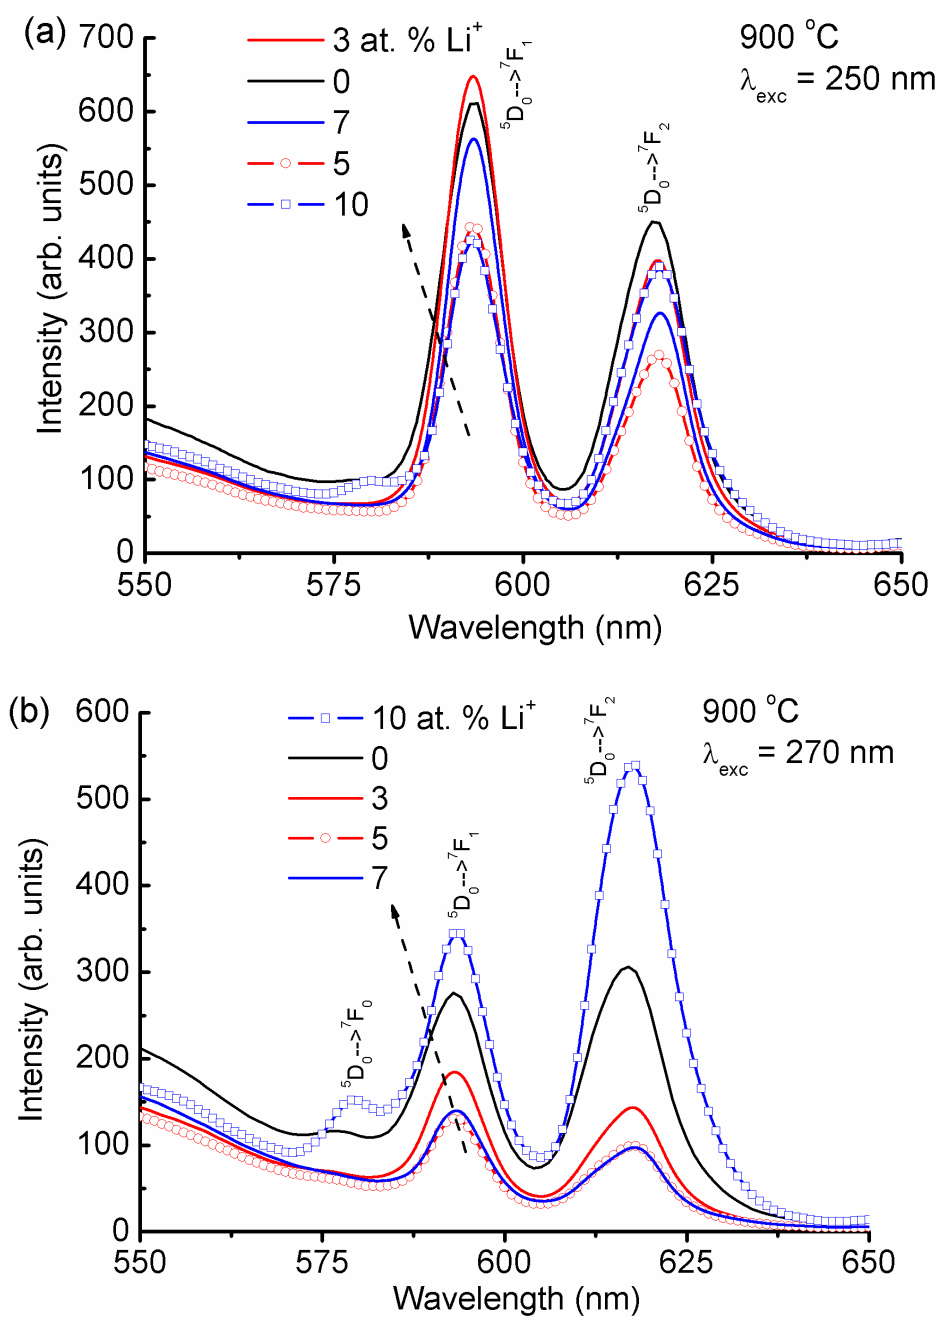 (a)
700
600
500
400
300
200
100
0
Intensity (arb. units)
3 at. % Li⁺
0
7
5
10
⁵D₀-->⁷F₁
⁵D₀-->⁷F₂
900 °C
λexc = 250 nm
550 575 600 625 650
Wavelength (nm)
(b)
600
500
400
300
200
100
0
Intensity (arb. units)
10 at. % Li⁺
0
3
5
7
⁵D₀-->⁷F₀
⁵D₀-->⁷F₁
⁵D₀-->⁷F₂
900 °C
λexc = 270 nm
550 575 600 625 650
Wavelength (nm)